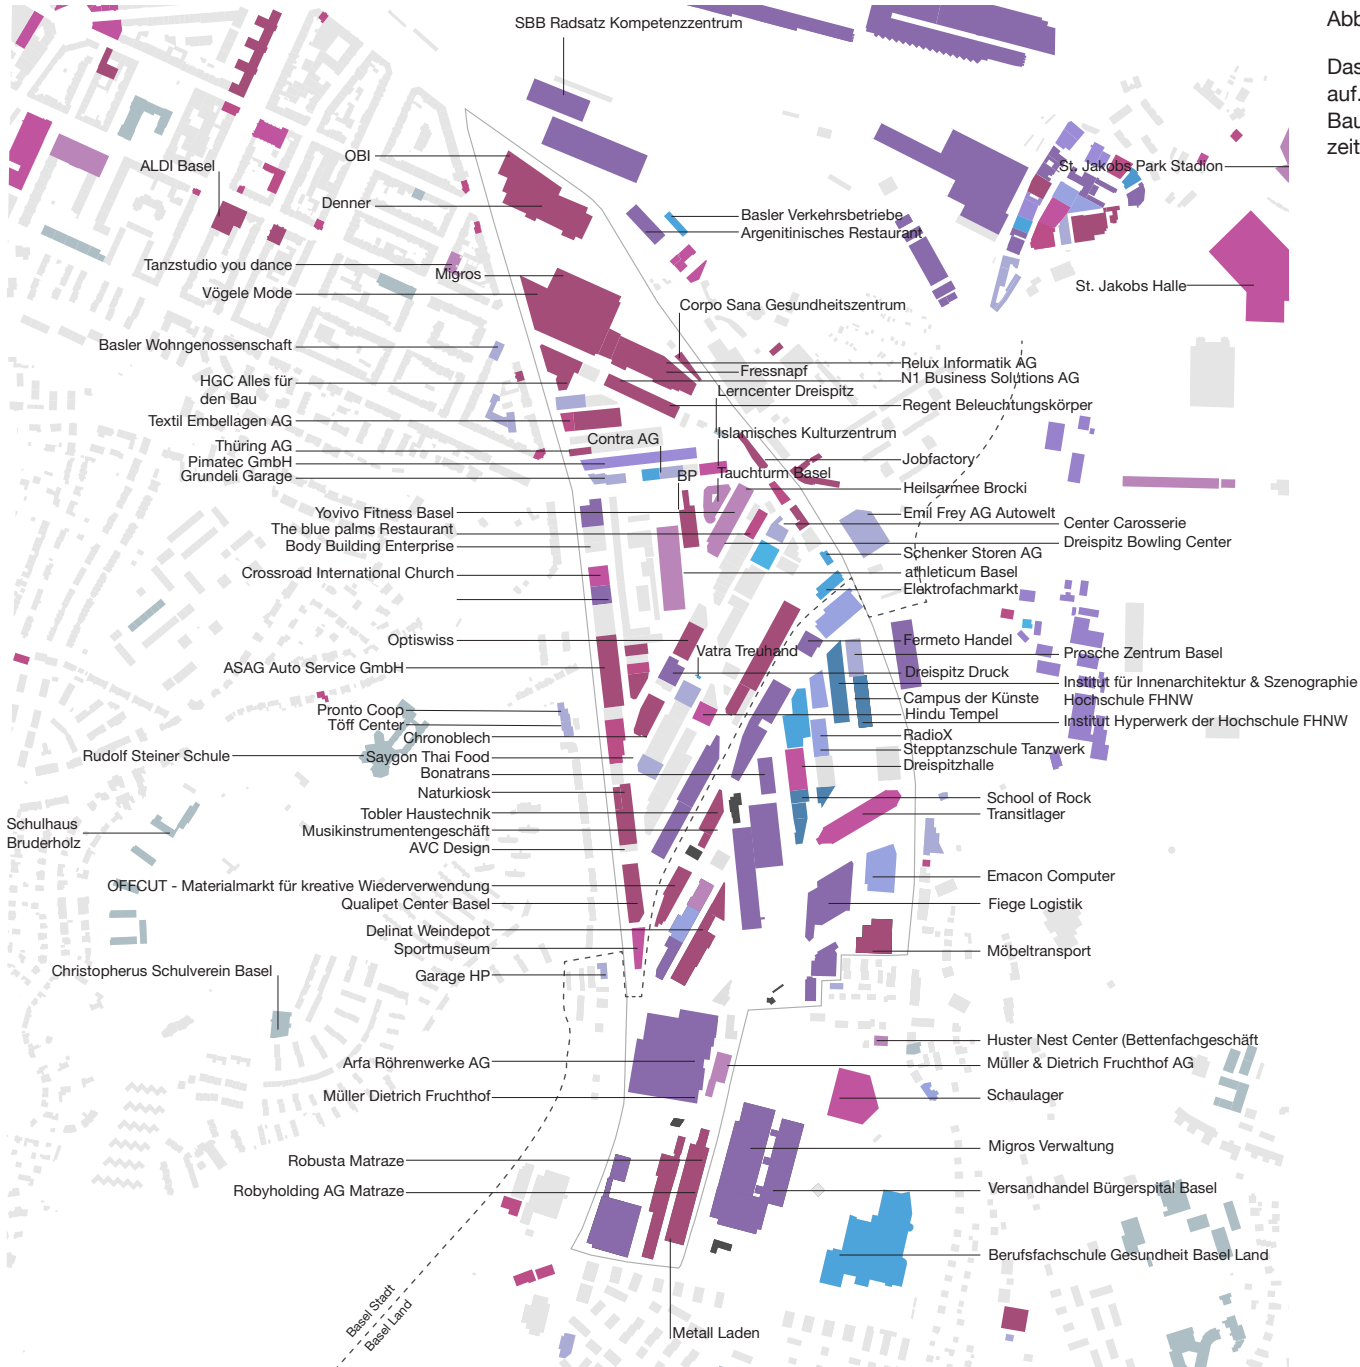 SBB Radsatz Kompetenzzentrum
Abb
Das
auf.
Bau
zeit
OBI
ALDI Basel
St. Jakobs Park Stadion
Denner
Basler Verkehrsbetriebe
Argenitinisches Restaurant
Tanzstudio you dance
Migros
St. Jakobs Halle
Vögele Mode
Corpo Sana Gesundheitszentrum
Basler Wohngenossenschaft
Relux Informatik AG
Fressnapf
N1 Business Solutions AG
HGC Alles für
den Bau
Lerncenter Dreispitz
Regent Beleuchtungskörper
Textil Embellagen AG
Contra AG
Islamisches Kulturzentrum
Thüring AG
Pimatec GmbH
Jobfactory
Grundeli Garage
BP
Tauchturm Basel
Heilsarmee Brocki
Yovivo Fitness Basel
Emil Frey AG Autowelt
The blue palms Restaurant
Center Carosserie
Body Building Enterprise
Dreispitz Bowling Center
Schenker Storen AG
Crossroad International Church
athleticum Basel
Elektrofachmarkt
Optiswiss
Fermeto Handel
Vatra Treuhand
Prosche Zentrum Basel
ASAG Auto Service GmbH
Dreispitz Druck
Institut für Innenarchitektur & Szenographie
Campus der Künste
Hochschule FHNW
Pronto Coop
Hindu Tempel
Töff Center
Institut Hyperwerk der Hochschule FHNW
Chronoblech
RadioX
Rudolf Steiner Schule
Saygon Thai Food
Stepptanzschule Tanzwerk
Bonatrans
Dreispitzhalle
Naturkiosk
School of Rock
Tobler Haustechnik
Transitlager
Schulhaus
Bruderholz
Musikinstrumentengeschäft
AVC Design
OFFCUT - Materialmarkt für kreative Wiederverwendung
Emacon Computer
Qualipet Center Basel
Fiege Logistik
Delinat Weindepot
Sportmuseum
Möbeltransport
Christopherus Schulverein Basel
Garage HP
Huster Nest Center (Bettenfachgeschäft
Arfa Röhrenwerke AG
Müller & Dietrich Fruchthof AG
Müller Dietrich Fruchthof
Schaulager
Migros Verwaltung
Robusta Matraze
Robyholding AG Matraze
Versandhandel Bürgerspital Basel
Berufsfachschule Gesundheit Basel Land
Basel Stadt
Basel Land
Metall Laden